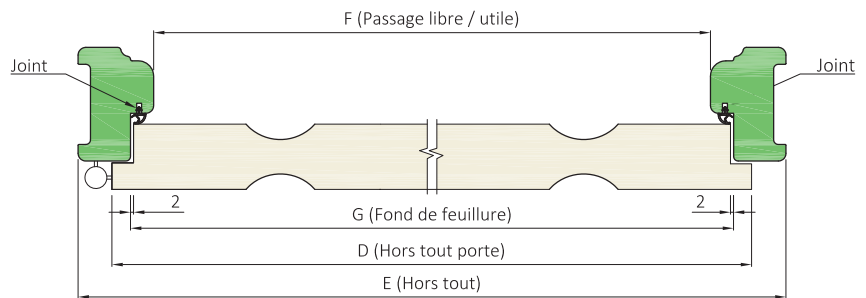 F (Passage libre / utile)
Joint
Joint
2
2
G (Fond de feuillure)
D (Hors tout porte)
E (Hors tout)